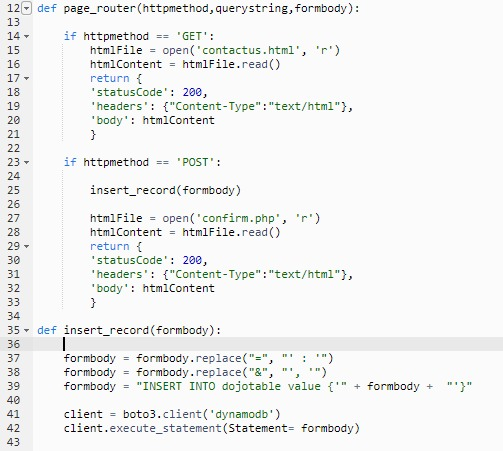 12 def page_router(httpmethod,querystring,formbody):
13
14     if httpmethod == 'GET':
15         htmlFile = open('contactus.html', 'r')
16         htmlContent = htmlFile.read()
17         return {
18         'statusCode': 200,
19         'headers': {"Content-Type":"text/html"},
20         'body': htmlContent
21         }
22
23     if httpmethod == 'POST':
24
25         insert_record(formbody)
26
27         htmlFile = open('confirm.php', 'r')
28         htmlContent = htmlFile.read()
29         return {
30         'statusCode': 200,
31         'headers': {"Content-Type":"text/html"},
32         'body': htmlContent
33         }
34
35 def insert_record(formbody):
36
37     formbody = formbody.replace("=", "' : '")
38     formbody = formbody.replace("&", "', '")
39     formbody = "INSERT INTO dojotable value {'" + formbody +  "'}"
40
41     client = boto3.client('dynamodb')
42     client.execute_statement(Statement= formbody)
43